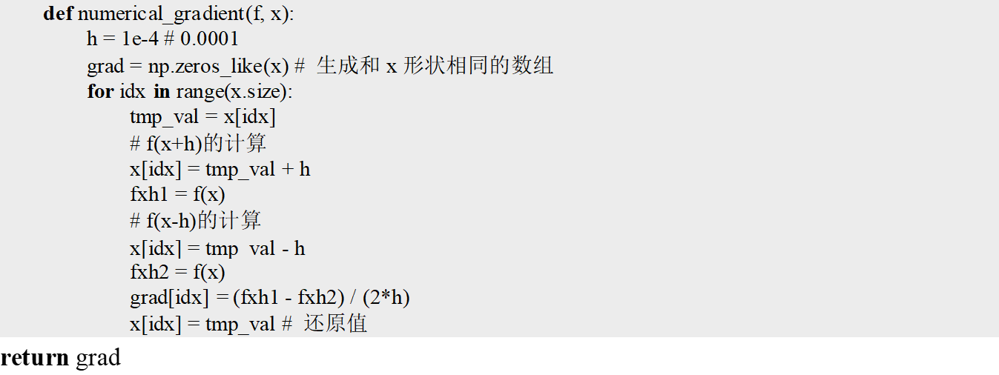 def numerical_gradient(f, x):
h = 1e-4 # 0.0001
grad = np.zeros_like(x) # 生成和 x 形状相同的数组
for idx in range(x.size):
tmp_val = x[idx]
# f(x+h)的计算
x[idx] = tmp_val + h
fxh1 = f(x)
# f(x-h)的计算
x[idx] = tmp val - h
fxh2 = f(x)
grad[idx] = (fxh1 - fxh2) / (2*h)
x[idx] = tmp_val # 还原值
return grad